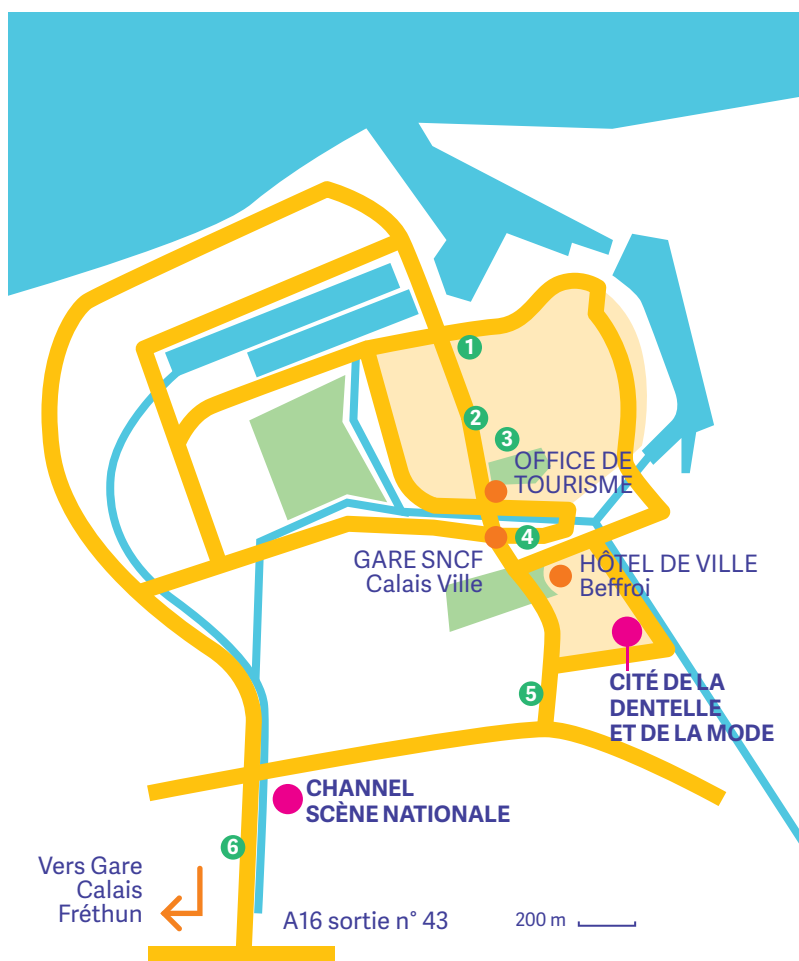 1
2
3
OFFICE DE
TOURISME
4
GARE SNCF
Calais Ville
HÔTEL DE VILLE
Beffroi
5
CITÉ DE LA
DENTELLE
ET DE LA MODE
CHANNEL
SCÈNE NATIONALE
6
Vers Gare
Calais
Fréthun
A16 sortie n° 43
200 m